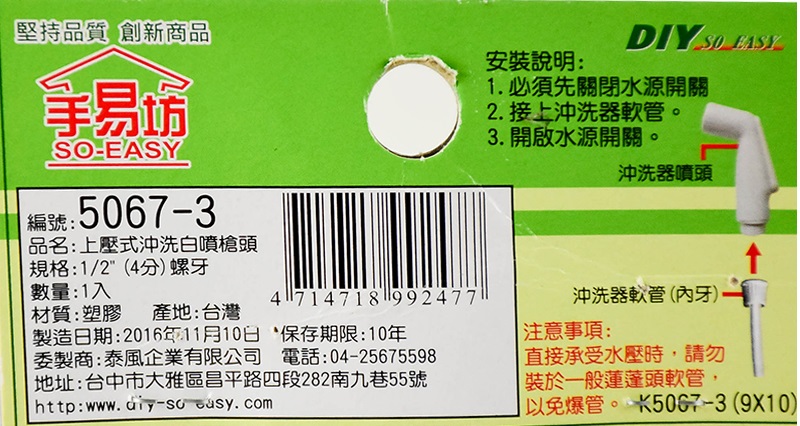 堅持品質 創新商品
手易坊
SO-EASY
DIY SO EASY
安裝說明:
1.必須先關閉水源開關
2.接上沖洗器軟管。
3.開啟水源開關。
沖洗器噴頭
沖洗器軟管(內牙)
編號:5067-3
品名:上壓式沖洗白噴槍頭
規格:1/2"(4分)螺牙
數量:1入
材質:塑膠 產地:台灣
製造日期:2016年11月10日 保存期限:10年
委製商:泰風企業有限公司 電話:04-25675598
地址:台中市大雅區昌平路四段282南九巷55號
http:www.diy-so-easy.com
4 714718 992477
注意事項:
直接承受水壓時,請勿
裝於一般蓮蓬頭軟管,
以免爆管。 K5067-3(9X10)